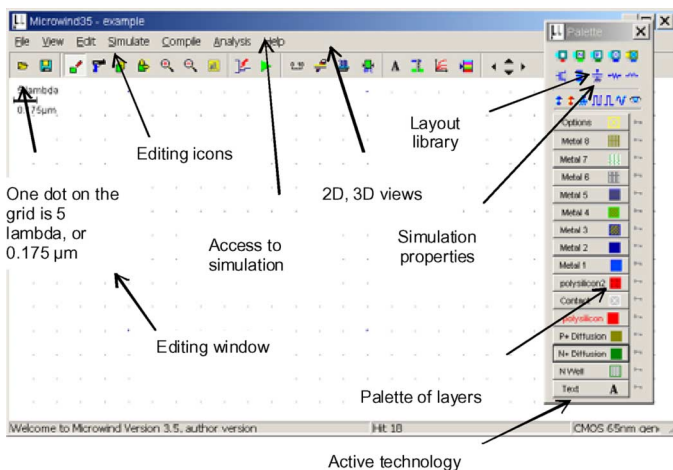 Microwind35 - example
File View Edit Simulate Compile Analysis Help
Palette
5 lambda
0.175µm
Editing icons
Layout
library
One dot on the
grid is 5
lambda, or
0.175 µm
Access to
simulation
2D, 3D views
Simulation
properties
Editing window
Palette of layers
Options
Metal 8
Metal 7
Metal 6
Metal 5
Metal 4
Metal 3
Metal 2
Metal 1
polysilicon2
Contact
polysilicon
P+ Diffusion
N+ Diffusion
N Well
Text A
Welcome to Microwind Version 3.5, author version
Hit 18
CMOS 65nm gen
Active technology